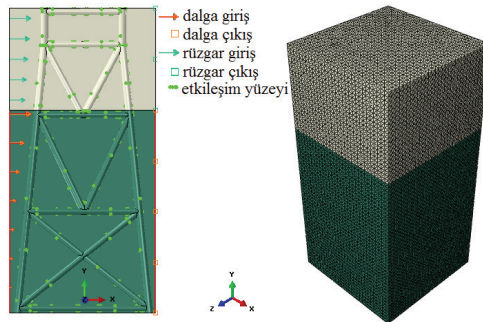 dalga giriş
dalga çıkış
rüzgar giriş
rüzgar çıkış
etkileşim yüzeyi
Y
X
Y
Z
X